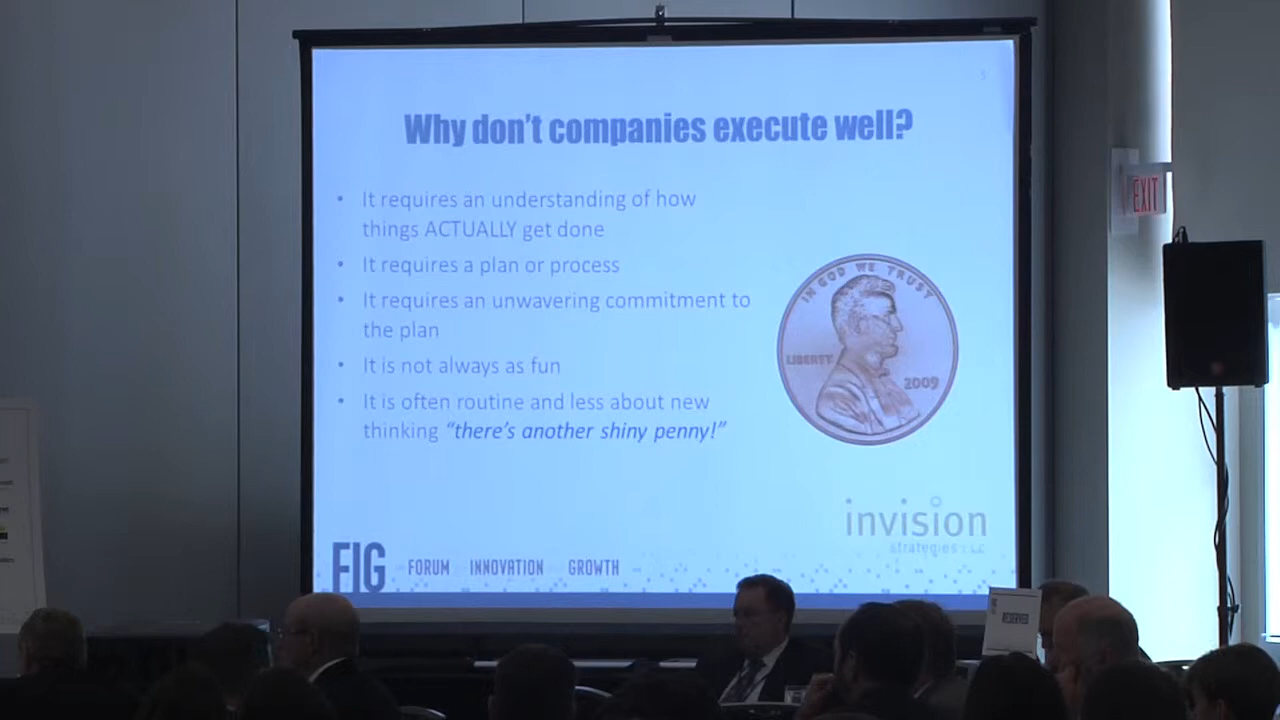 5
Why don't companies execute well?
• It requires an understanding of how
things ACTUALLY get done
• It requires a plan or process
• It requires an unwavering commitment to
the plan
• It is not always as fun
• It is often routine and less about new
thinking "there's another shiny penny!"
IN GOD WE TRUST
LIBERTY
2009
invision
strategies LLC
FIG FORUM INNOVATION GROWTH
EXIT
RESERVED